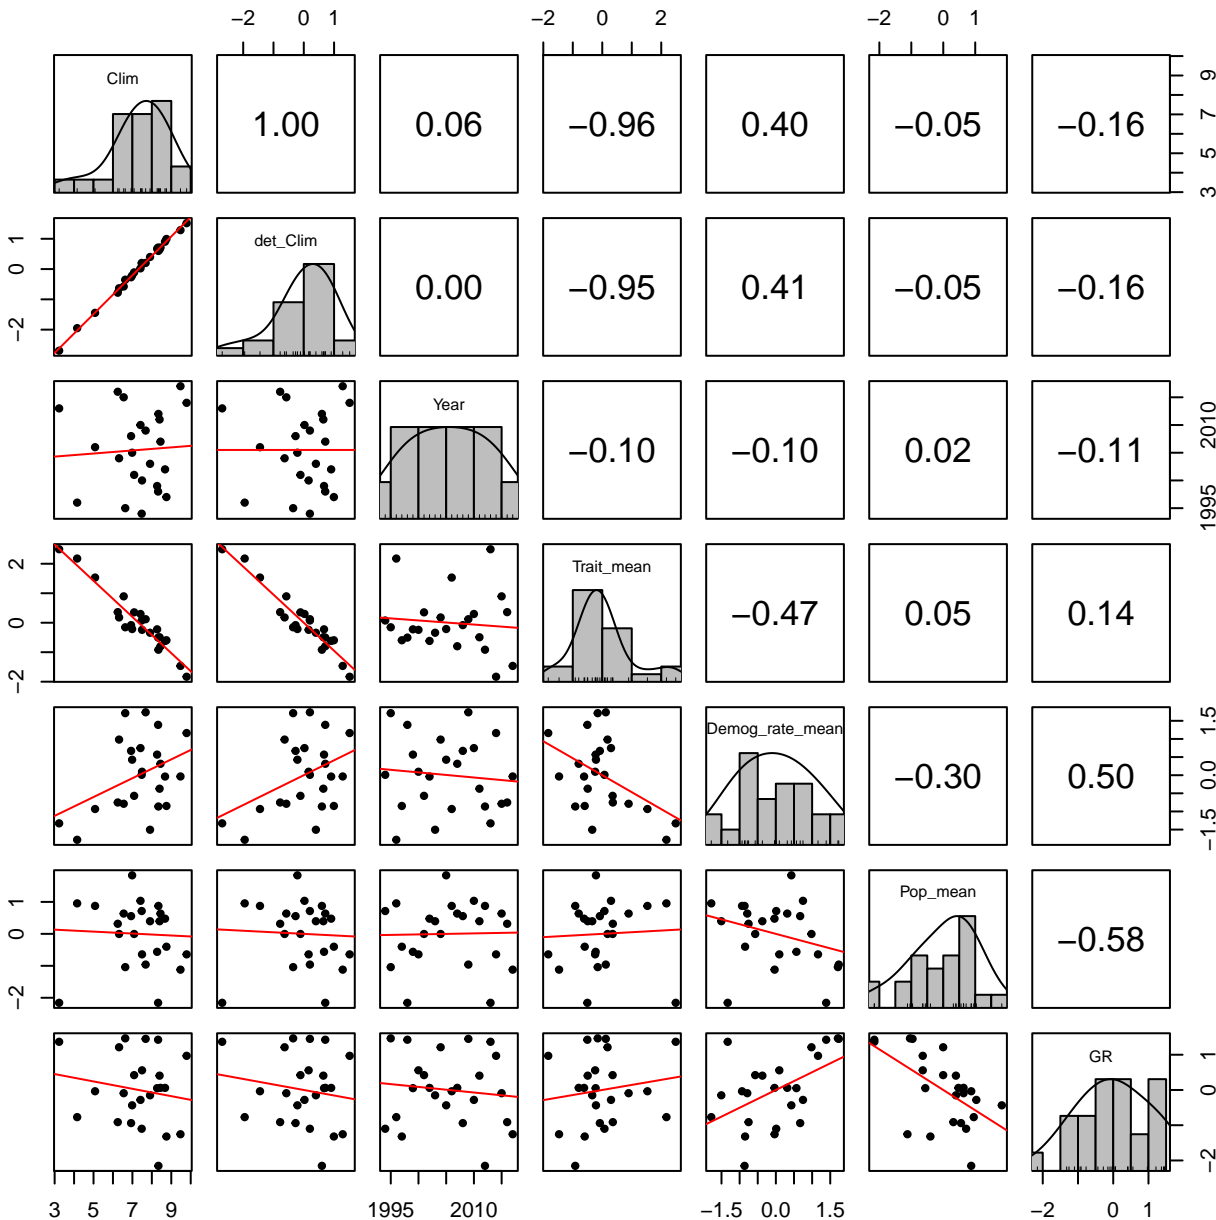 −2 0 1 −2 0 2 −2 0 1
Clim 1.00 0.06 −0.96 0.40 −0.05 −0.16 3 5 7 9
−2 0 1 det_Clim 0.00 −0.95 0.41 −0.05 −0.16
Year −0.10 −0.10 0.02 −0.11 1995 2010
−2 0 2 Trait_mean −0.47 0.05 0.14
Demog_rate_mean −0.30 0.50 −1.5 0.0 1.5
−2 0 1 Pop_mean −0.58
GR −2 0 1
3 5 7 9 1995 2010 −1.5 0.0 1.5 −2 0 1